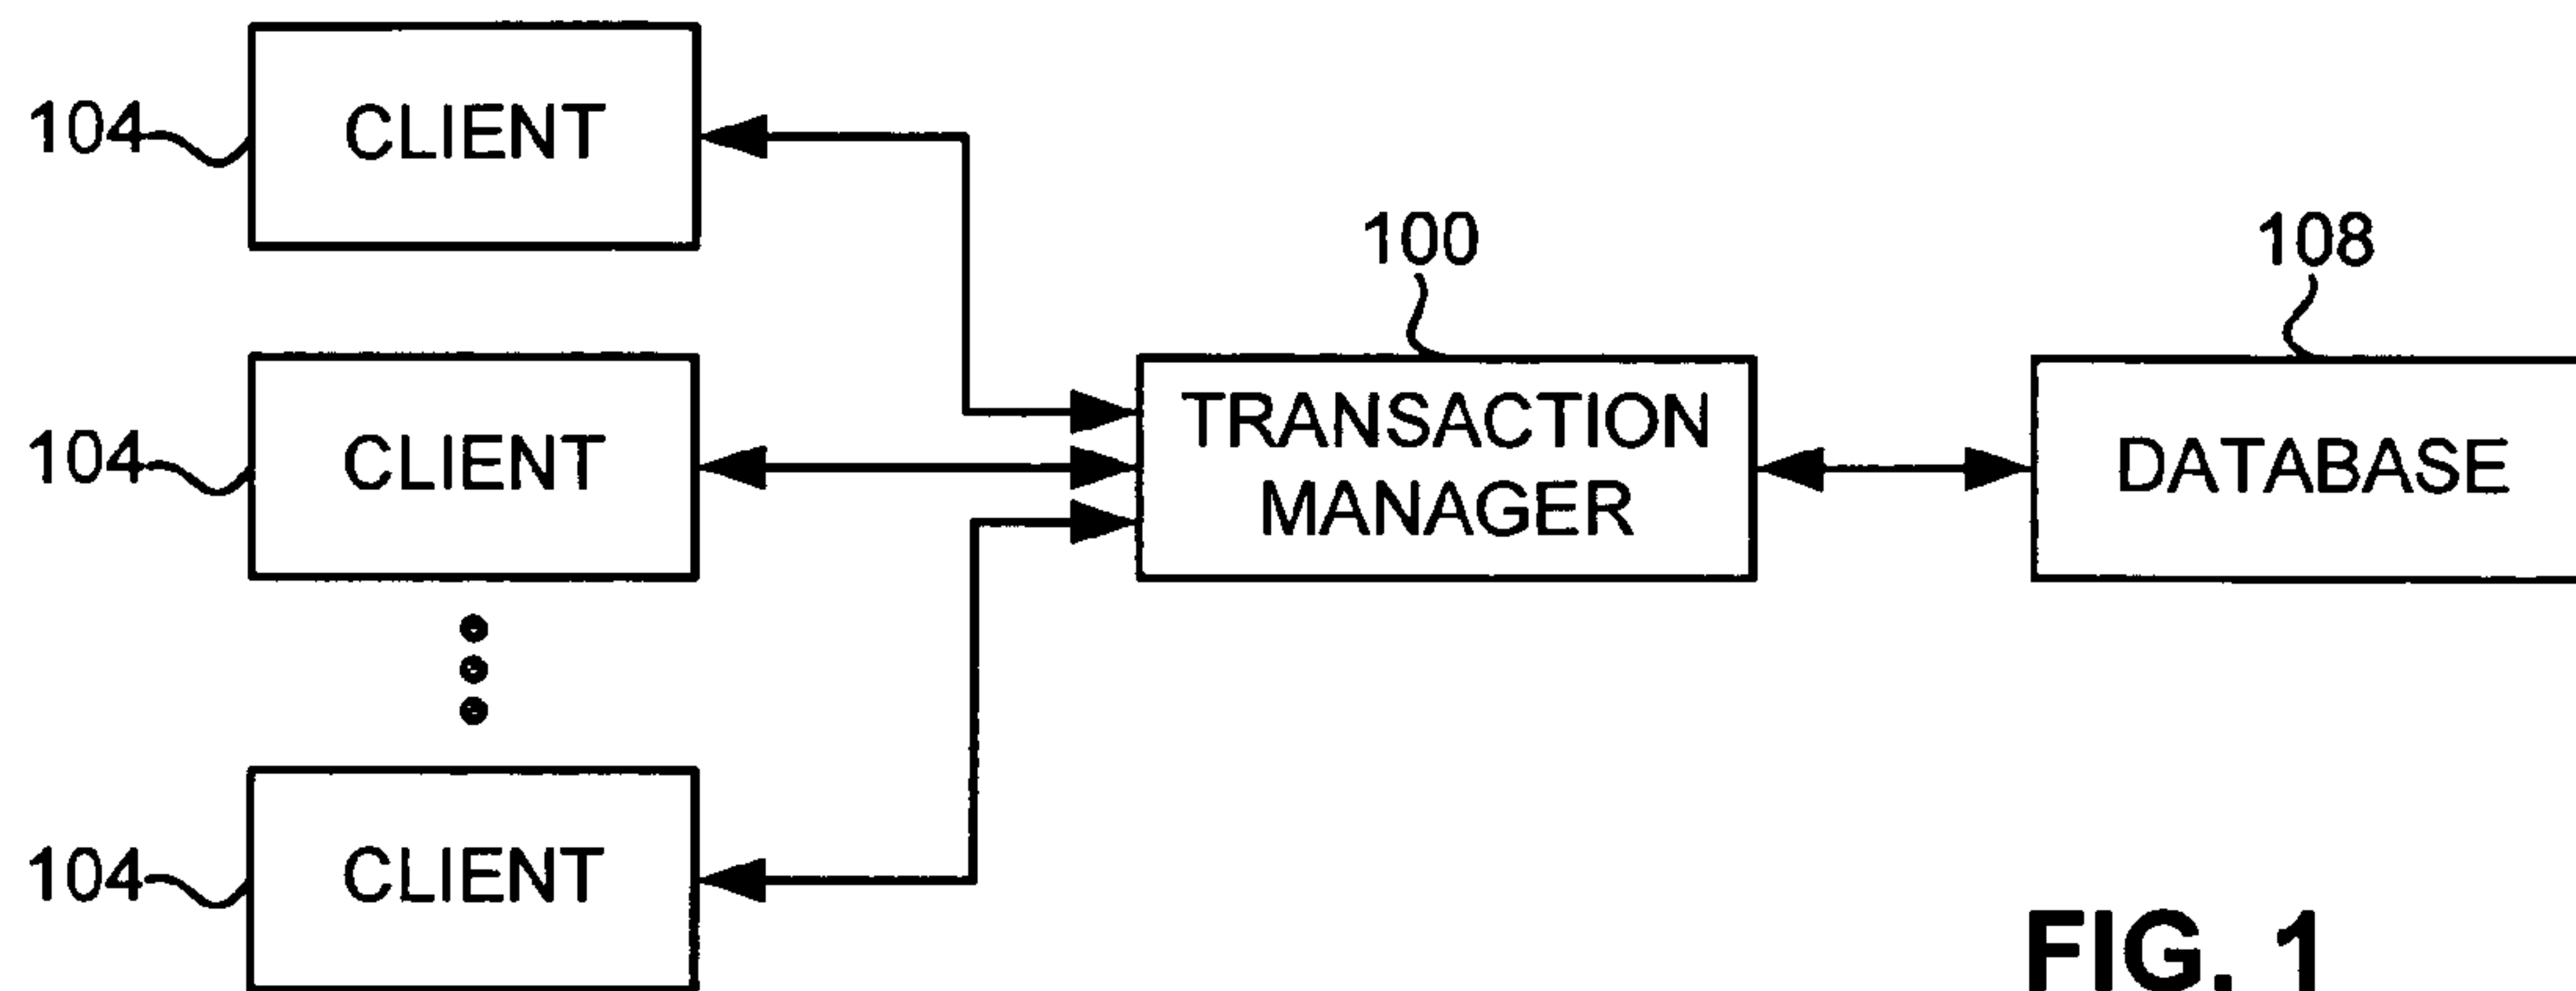 104
CLIENT
100
108
104
CLIENT
TRANSACTION
MANAGER
DATABASE
104
CLIENT
FIG. 1